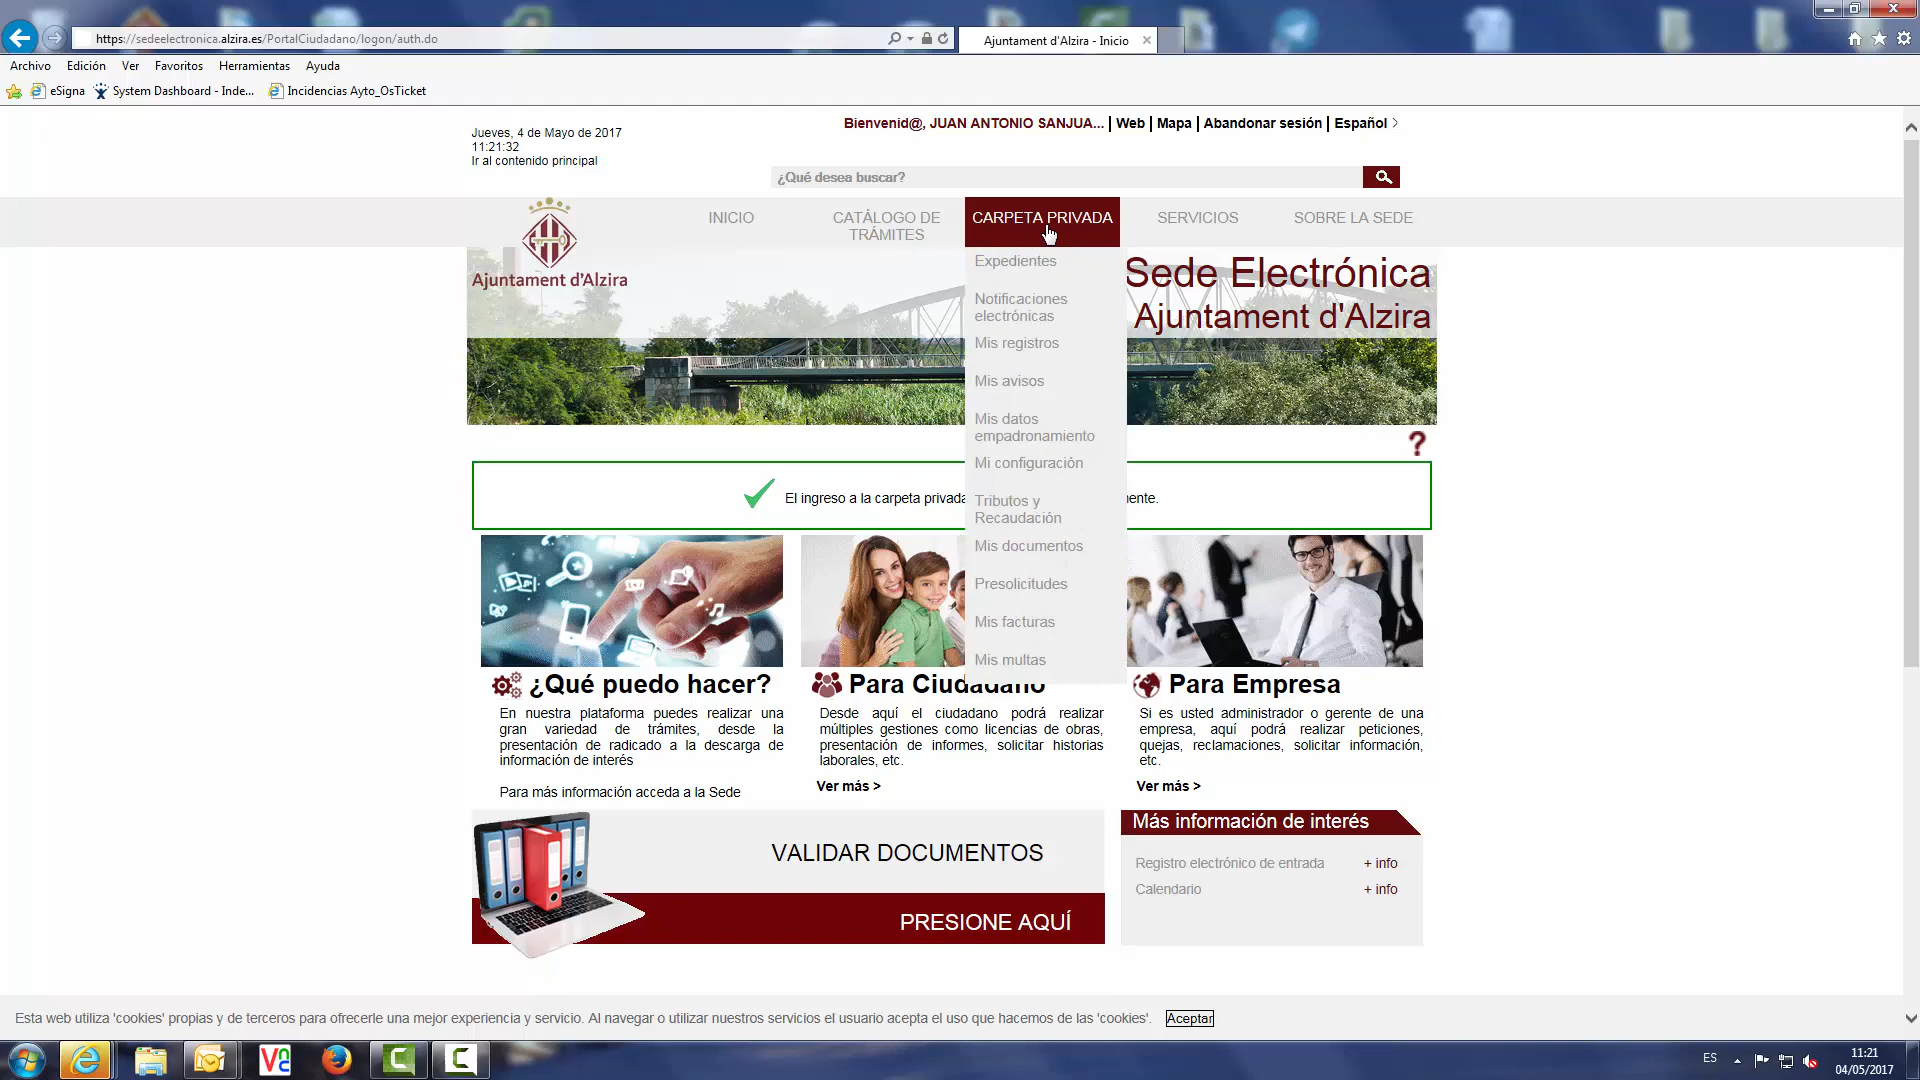 https://sedeelectronica.alzira.es/PortalCiudadano/logon/auth.do
Ajuntament d'Alzira - Inicio
Archivo Edición Ver Favoritos Herramientas Ayuda
eSigna System Dashboard - Inde... Incidencias Ayto_OsTicket
Jueves, 4 de Mayo de 2017
11:21:32
Ir al contenido principal
Bienvenid@, JUAN ANTONIO SANJUA... | Web | Mapa | Abandonar sesión | Español >
¿Qué desea buscar?
INICIO
CATÁLOGO DE
TRÁMITES
CARPETA PRIVADA
SERVICIOS
SOBRE LA SEDE
Ajuntament d'Alzira
Expedientes
Notificaciones
electrónicas
Mis registros
Mis avisos
Mis datos
empadronamiento
Mi configuración
Tributos y
Recaudación
Mis documentos
Presolicitudes
Mis facturas
Mis multas
Sede Electrónica
Ajuntament d'Alzira
?
El ingreso a la carpeta privada
¿Qué puedo hacer?
En nuestra plataforma puedes realizar una
gran variedad de trámites, desde la
presentación de radicado a la descarga de
información de interés
Para más información acceda a la Sede
Para Ciudadano
Desde aquí el ciudadano podrá realizar
múltiples gestiones como licencias de obras,
presentación de informes, solicitar historias
laborales, etc.
Ver más >
Para Empresa
Si es usted administrador o gerente de una
empresa, aquí podrá realizar peticiones,
quejas, reclamaciones, solicitar información,
etc.
Ver más >
VALIDAR DOCUMENTOS
PRESIONE AQUÍ
Más información de interés
Registro electrónico de entrada + info
Calendario + info
Esta web utiliza 'cookies' propias y de terceros para ofrecerle una mejor experiencia y servicio. Al navegar o utilizar nuestros servicios el usuario acepta el uso que hacemos de las 'cookies'. Aceptar
ES
11:21
04/05/2017